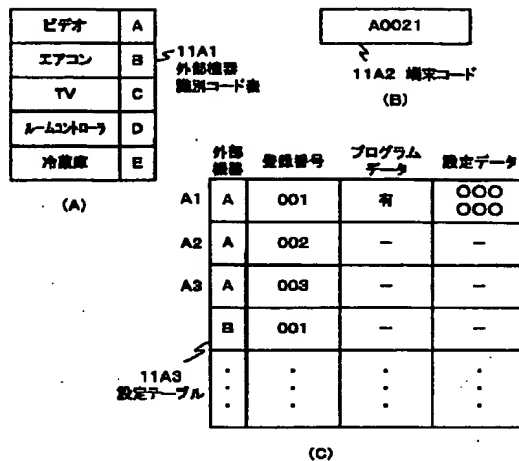 ビデオ A
エアコン B
TV C
ルームコントローラ D
冷蔵庫 E
11A1
外部機器
識別コード表
(A)
A0021
11A2 端末コード
(B)
外部機器 登録番号 プログラムデータ 設定データ
A1 A 001 有 〇〇〇
〇〇〇
A2 A 002 − −
A3 A 003 − −
B 001 − −
11A3
設定テーブル
(C)